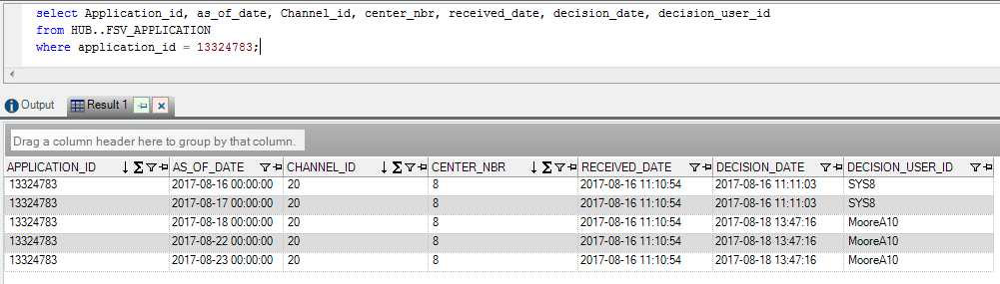 select Application_id, as_of_date, Channel_id, center_nbr, received_date, decision_date, decision_user_id
from HUB..FSV_APPLICATION
where application_id = 13324783;
Output Result 1
Drag a column header here to group by that column.
APPLICATION_ID AS_OF_DATE CHANNEL_ID CENTER_NBR RECEIVED_DATE DECISION_DATE DECISION_USER_ID
13324783 2017-08-16 00:00:00 20 8 2017-08-16 11:10:54 2017-08-16 11:11:03 SYS8
13324783 2017-08-17 00:00:00 20 8 2017-08-16 11:10:54 2017-08-16 11:11:03 SYS8
13324783 2017-08-18 00:00:00 20 8 2017-08-16 11:10:54 2017-08-18 13:47:16 MooreA10
13324783 2017-08-22 00:00:00 20 8 2017-08-16 11:10:54 2017-08-18 13:47:16 MooreA10
13324783 2017-08-23 00:00:00 20 8 2017-08-16 11:10:54 2017-08-18 13:47:16 MooreA10